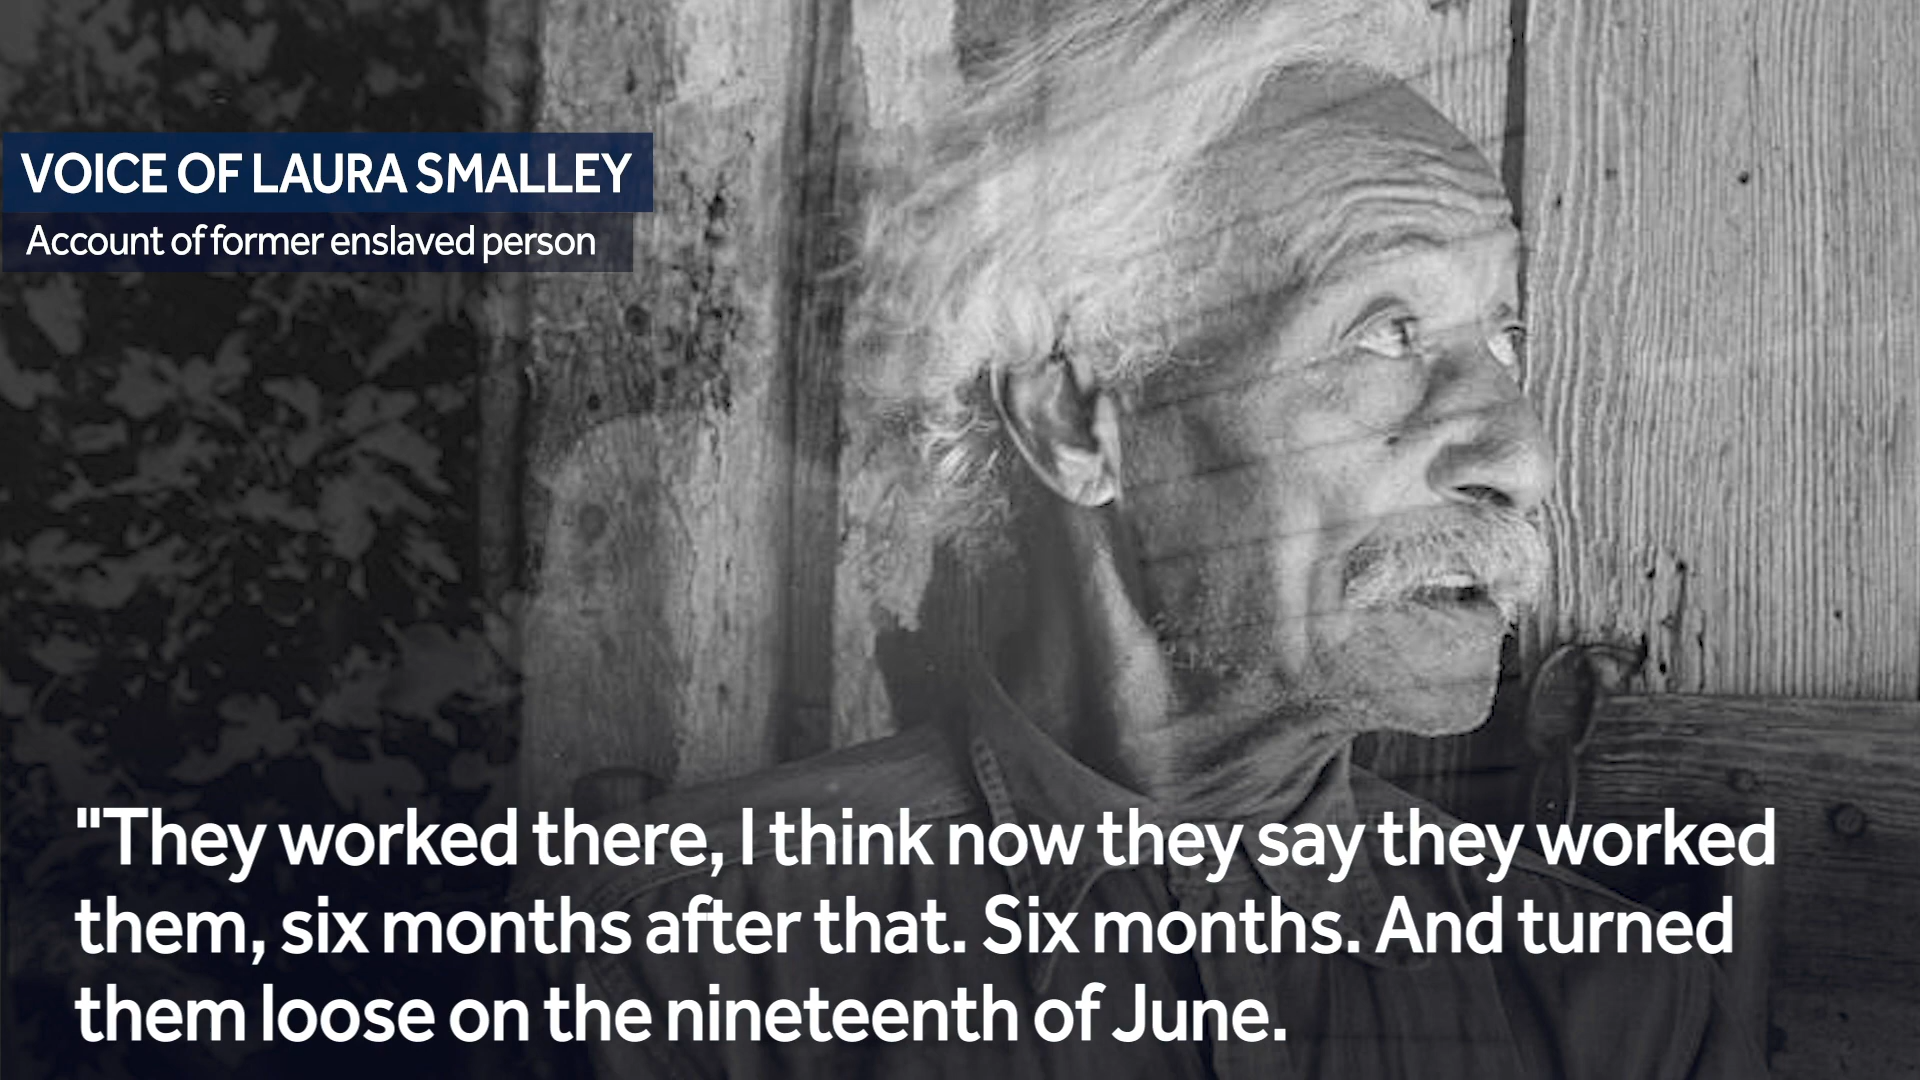 VOICE OF LAURA SMALLEY
Account of former enslaved person
"They worked there, I think now they say they worked
them, six months after that. Six months. And turned
them loose on the nineteenth of June.